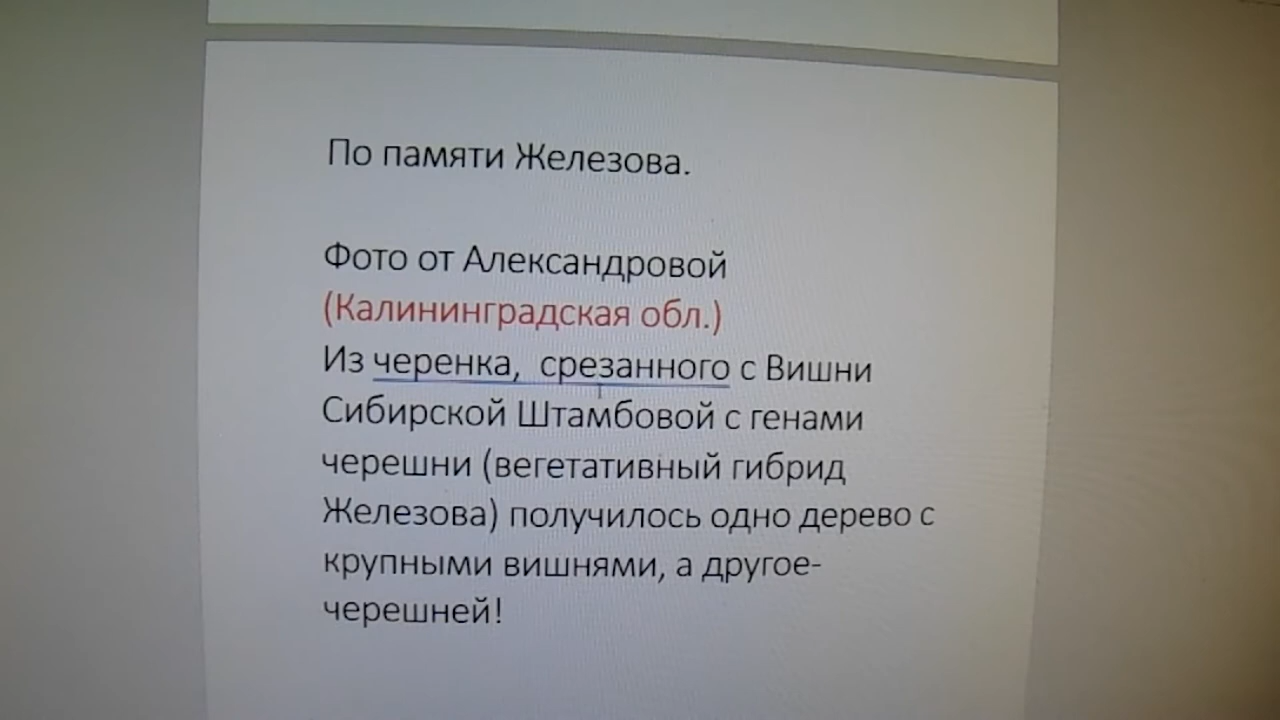 По памяти Железова.
Фото от Александровой
(Калининградская обл.)
Из черенка,  срезанного с Вишни
Сибирской Штамбовой с генами
черешни (вегетативный гибрид
Железова) получилось одно дерево с
крупными вишнями, а другое-
черешней!